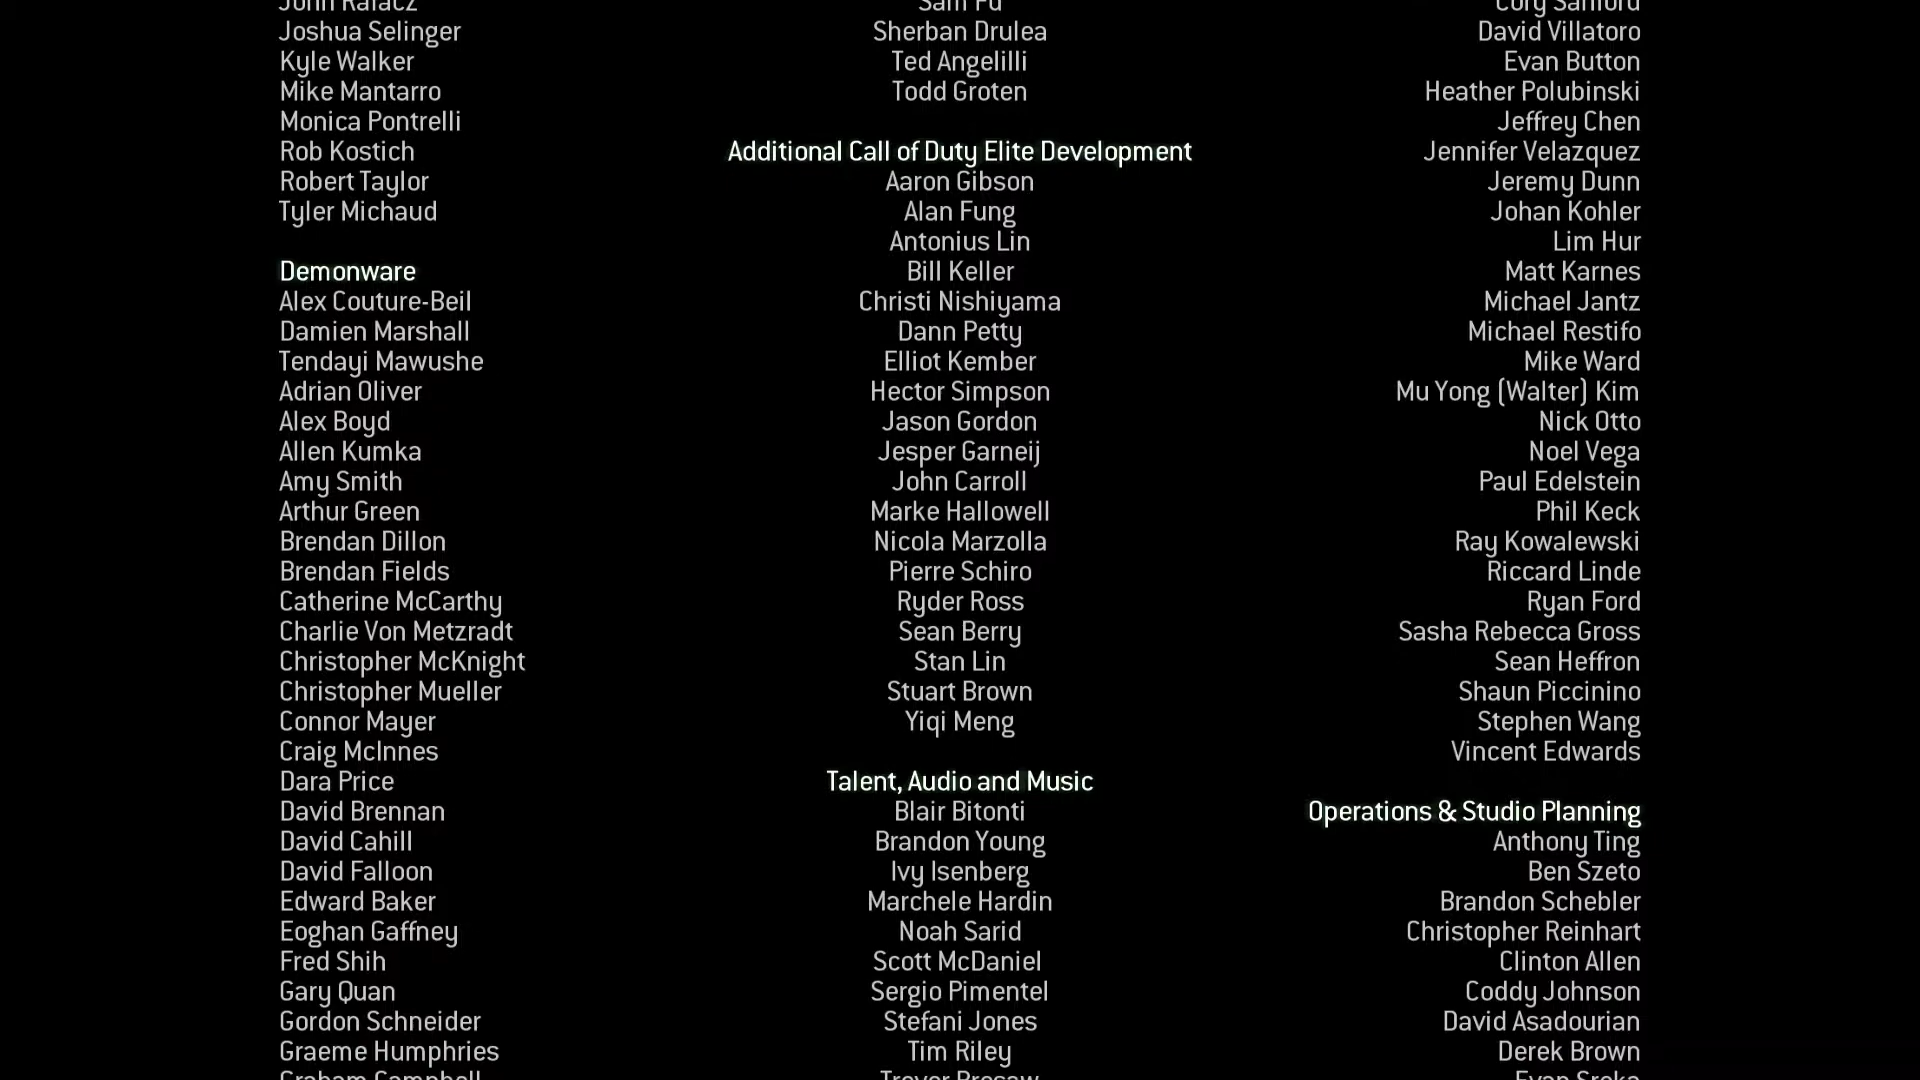 Joshua Selinger
Kyle Walker
Mike Mantarro
Monica Pontrelli
Rob Kostich
Robert Taylor
Tyler Michaud
Demonware
Alex Couture-Beil
Damien Marshall
Tendayi Mawushe
Adrian Oliver
Alex Boyd
Allen Kumka
Amy Smith
Arthur Green
Brendan Dillon
Brendan Fields
Catherine McCarthy
Charlie Von Metzradt
Christopher McKnight
Christopher Mueller
Connor Mayer
Craig McInnes
Dara Price
David Brennan
David Cahill
David Falloon
Edward Baker
Eoghan Gaffney
Fred Shih
Gary Quan
Gordon Schneider
Graeme Humphries
Graham Campbell
Sam Fu
Sherban Drulea
Ted Angelilli
Todd Groten
Additional Call of Duty Elite Development
Aaron Gibson
Alan Fung
Antonius Lin
Bill Keller
Christi Nishiyama
Dann Petty
Elliot Kember
Hector Simpson
Jason Gordon
Jesper Garneij
John Carroll
Marke Hallowell
Nicola Marzolla
Pierre Schiro
Ryder Ross
Sean Berry
Stan Lin
Stuart Brown
Yiqi Meng
Talent, Audio and Music
Blair Bitonti
Brandon Young
Ivy Isenberg
Marchele Hardin
Noah Sarid
Scott McDaniel
Sergio Pimentel
Stefani Jones
Tim Riley
Cory Sanford
David Villatoro
Evan Button
Heather Polubinski
Jeffrey Chen
Jennifer Velazquez
Jeremy Dunn
Johan Kohler
Lim Hur
Matt Karnes
Michael Jantz
Michael Restifo
Mike Ward
Mu Yong (Walter) Kim
Nick Otto
Noel Vega
Paul Edelstein
Phil Keck
Ray Kowalewski
Riccard Linde
Ryan Ford
Sasha Rebecca Gross
Sean Heffron
Shaun Piccinino
Stephen Wang
Vincent Edwards
Operations & Studio Planning
Anthony Ting
Ben Szeto
Brandon Schebler
Christopher Reinhart
Clinton Allen
Coddy Johnson
David Asadourian
Derek Brown